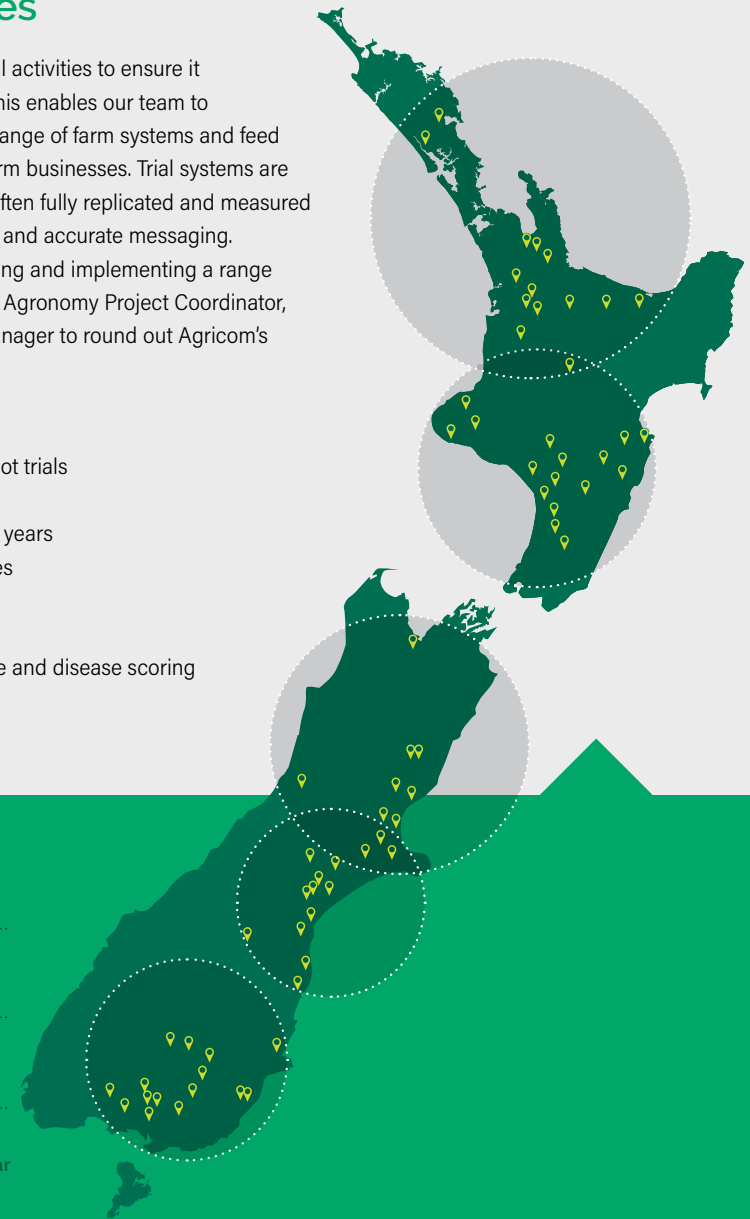 es
l activities to ensure it
his enables our team to
ange of farm systems and feed
rm businesses. Trial systems are
ften fully replicated and measured
and accurate messaging.
ing and implementing a range
Agronomy Project Coordinator,
nager to round out Agricom’s
ot trials
years
es
e and disease scoring
..
..
..
ar